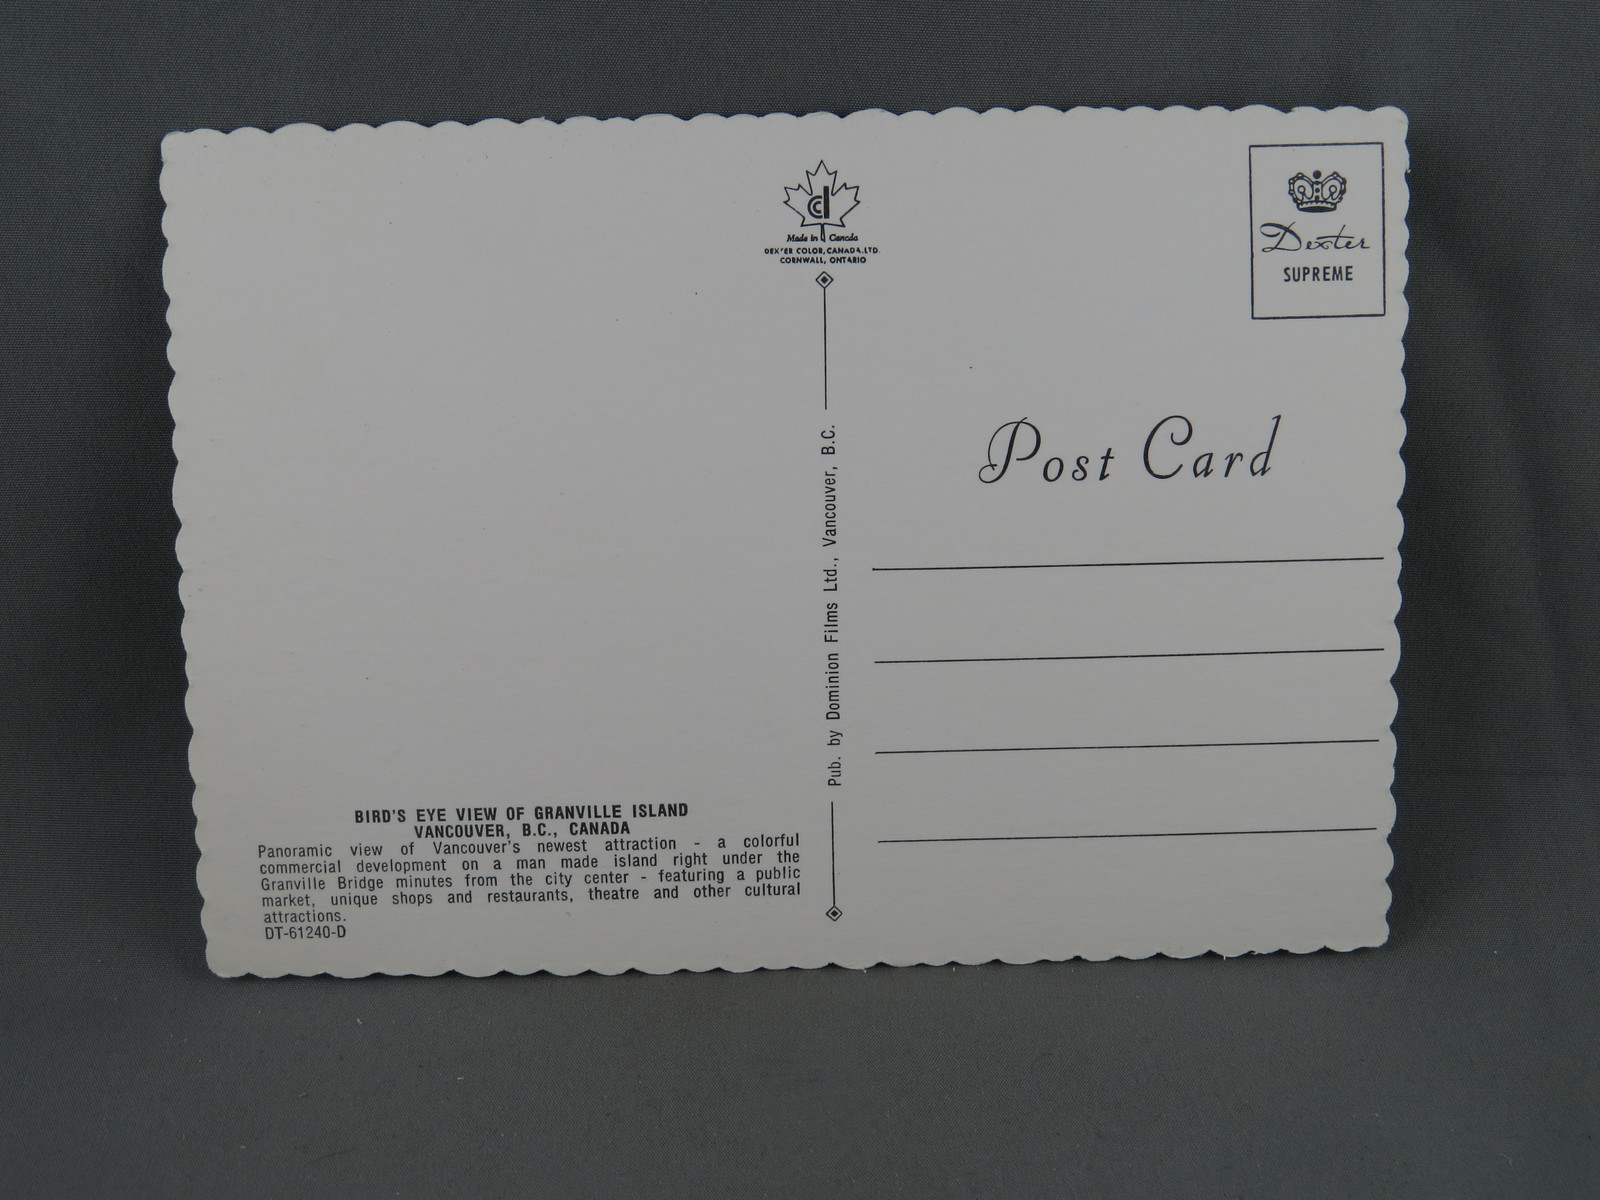 Made in Canada
DEXTER COLOR, CANADA. LTD.
CORNWALL, ONTARIO
Dexter
SUPREME
Post Card
Pub. by Dominion Films Ltd., Vancouver, B.C.
BIRD'S EYE VIEW OF GRANVILLE ISLAND
VANCOUVER, B.C., CANADA
Panoramic view of Vancouver's newest attraction - a colorful
commercial development on a man made island right under the
Granville Bridge minutes from the city center - featuring a public
market, unique shops and restaurants, theatre and other cultural
attractions.
DT-61240-D